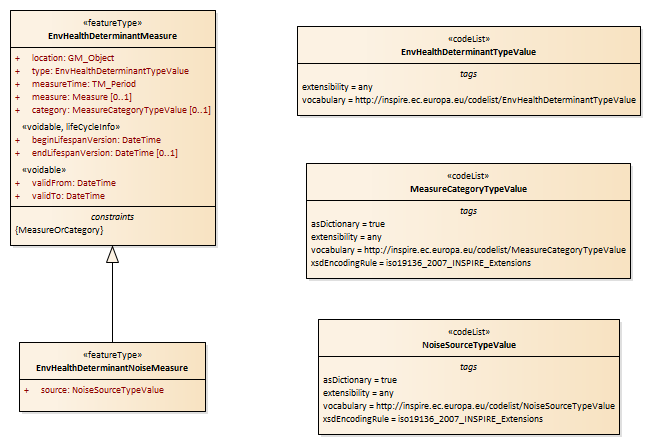 «featureType»
EnvHealthDeterminantMeasure
+ location: GM_Object
+ type: EnvHealthDeterminantTypeValue
+ measureTime: TM_Period
+ measure: Measure [0..1]
+ category: MeasureCategoryTypeValue [0..1]
«voidable, lifeCycleInfo»
+ beginLifespanVersion: DateTime
+ endLifespanVersion: DateTime [0..1]
«voidable»
+ validFrom: DateTime
+ validTo: DateTime
constraints
{MeasureOrCategory}
«featureType»
EnvHealthDeterminantNoiseMeasure
+ source: NoiseSourceTypeValue
«codeList»
EnvHealthDeterminantTypeValue
tags
extensibility = any
vocabulary = http://inspire.ec.europa.eu/codelist/EnvHealthDeterminantTypeValue
«codeList»
MeasureCategoryTypeValue
tags
asDictionary = true
extensibility = any
vocabulary = http://inspire.ec.europa.eu/codelist/MeasureCategoryTypeValue
xsdEncodingRule = iso19136_2007_INSPIRE_Extensions
«codeList»
NoiseSourceTypeValue
tags
asDictionary = true
extensibility = any
vocabulary = http://inspire.ec.europa.eu/codelist/NoiseSourceTypeValue
xsdEncodingRule = iso19136_2007_INSPIRE_Extensions